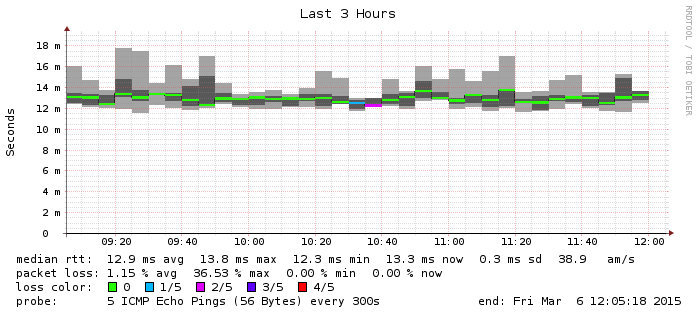 Last 3 Hours
RRDTOOL / TOBI OETIKER
Seconds
18 m
16 m
14 m
12 m
10 m
8 m
6 m
4 m
2 m
0
09:20 09:40 10:00 10:20 10:40 11:00 11:20 11:40 12:00
median rtt: 12.9 ms avg 13.8 ms max 12.3 ms min 13.3 ms now 0.3 ms sd 38.9 am/s
packet loss: 1.15 % avg 36.53 % max 0.00 % min 0.00 % now
loss color: 0 1/5 2/5 3/5 4/5
probe: 5 ICMP Echo Pings (56 Bytes) every 300s end: Fri Mar 6 12:05:18 2015